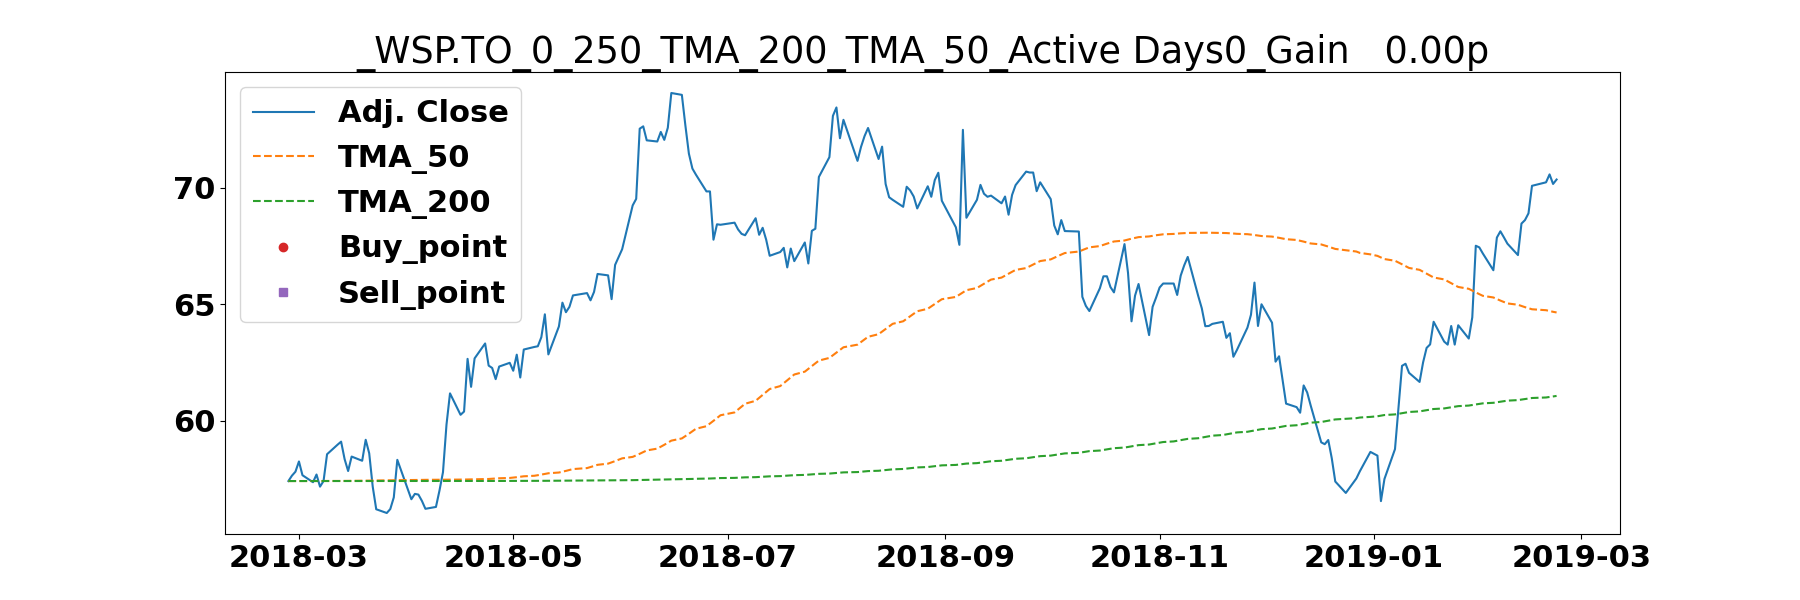 _WSP.TO_0_250_TMA_200_TMA_50_Active Days0_Gain   0.00p
Adj. Close
TMA_50
TMA_200
Buy_point
Sell_point
70
65
60
2018-03 2018-05 2018-07 2018-09 2018-11 2019-01 2019-03